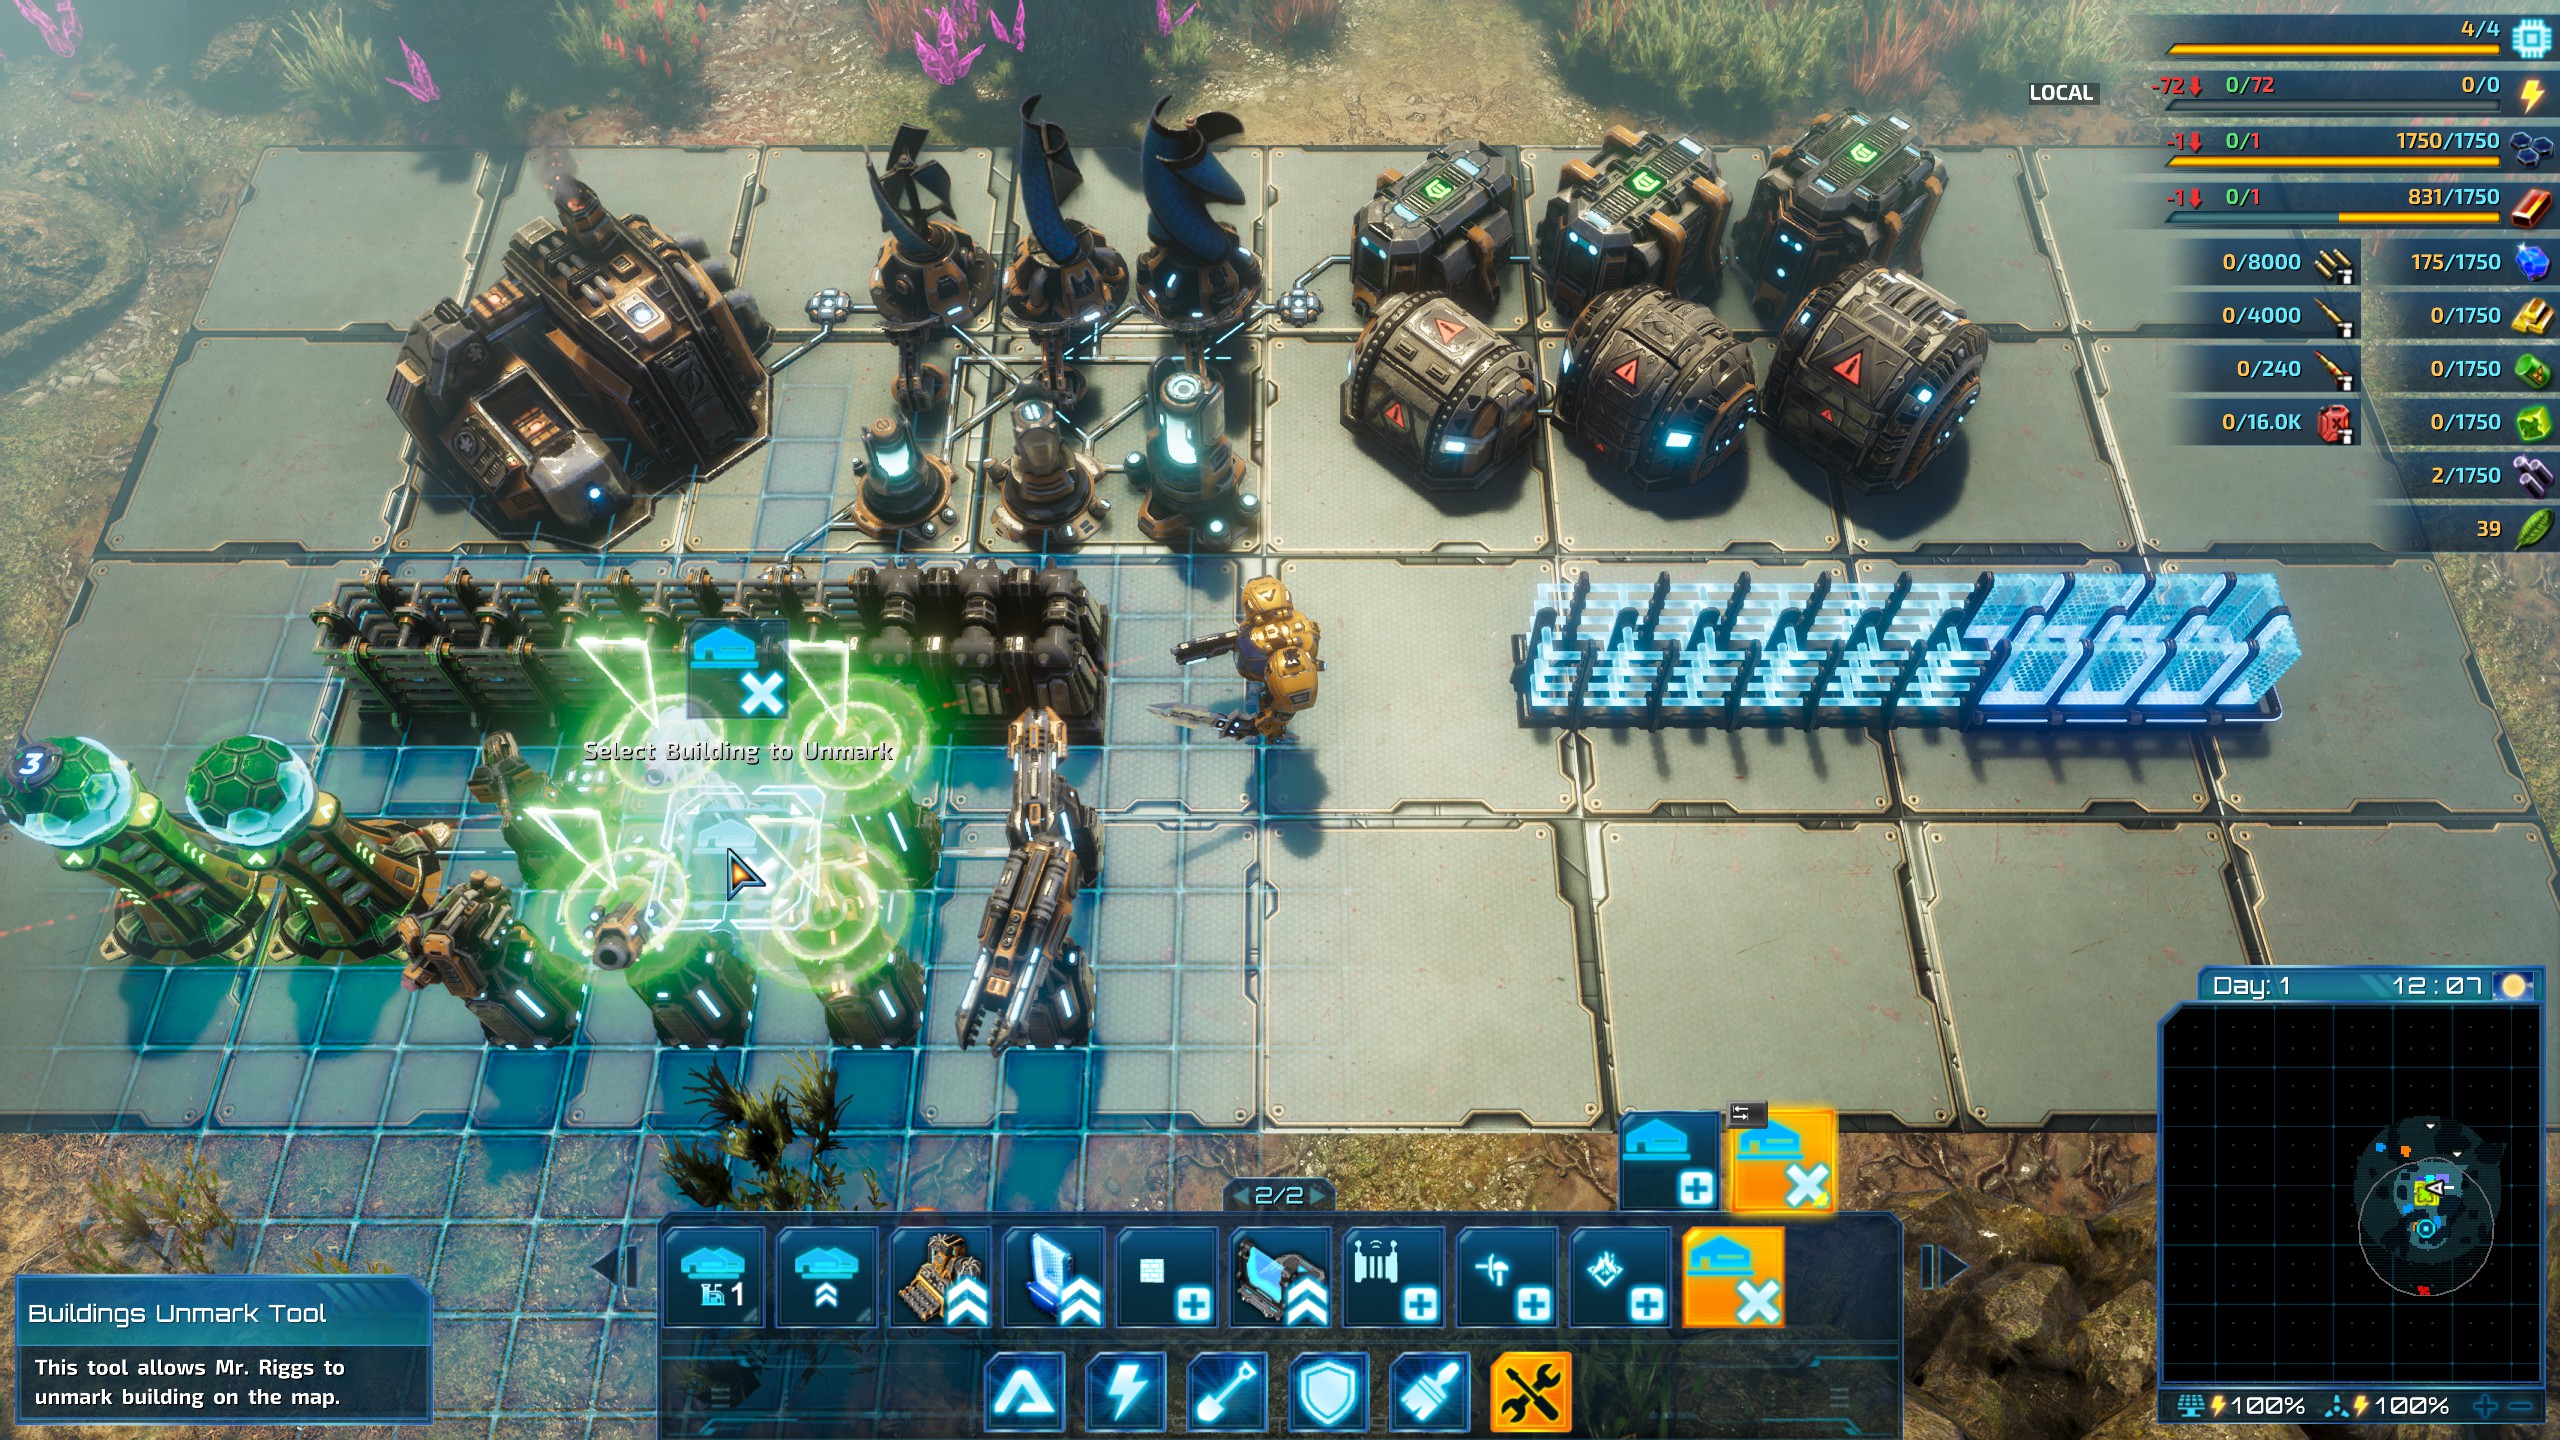 4/4
LOCAL
-72 0/72 0/0
-1 0/1 1750/1750
-1 0/1 831/1750
0/8000 175/1750
0/4000 0/1750
0/240 0/1750
0/16.0K 0/1750
2/1750
39
Select Building to Unmark
3
Day: 1 12:07
2/2
1
Buildings Unmark Tool
This tool allows Mr. Riggs to
unmark building on the map.
100% 100%